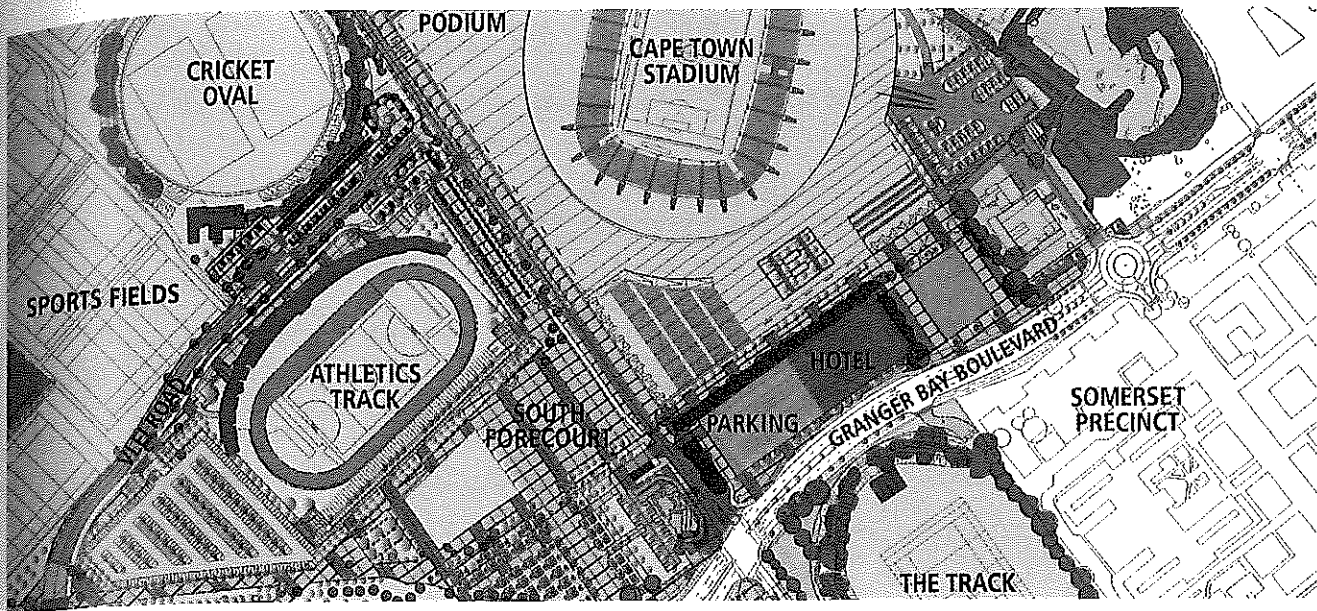 PODIUM
CAPE TOWN
STADIUM
CRICKET
OVAL
SPORTS FIELDS
VLEI ROAD
ATHLETICS
TRACK
SOUTH
FORECOURT
HOTEL
PARKING
GRANGER BAY BOULEVARD
SOMERSET
PRECINCT
THE TRACK